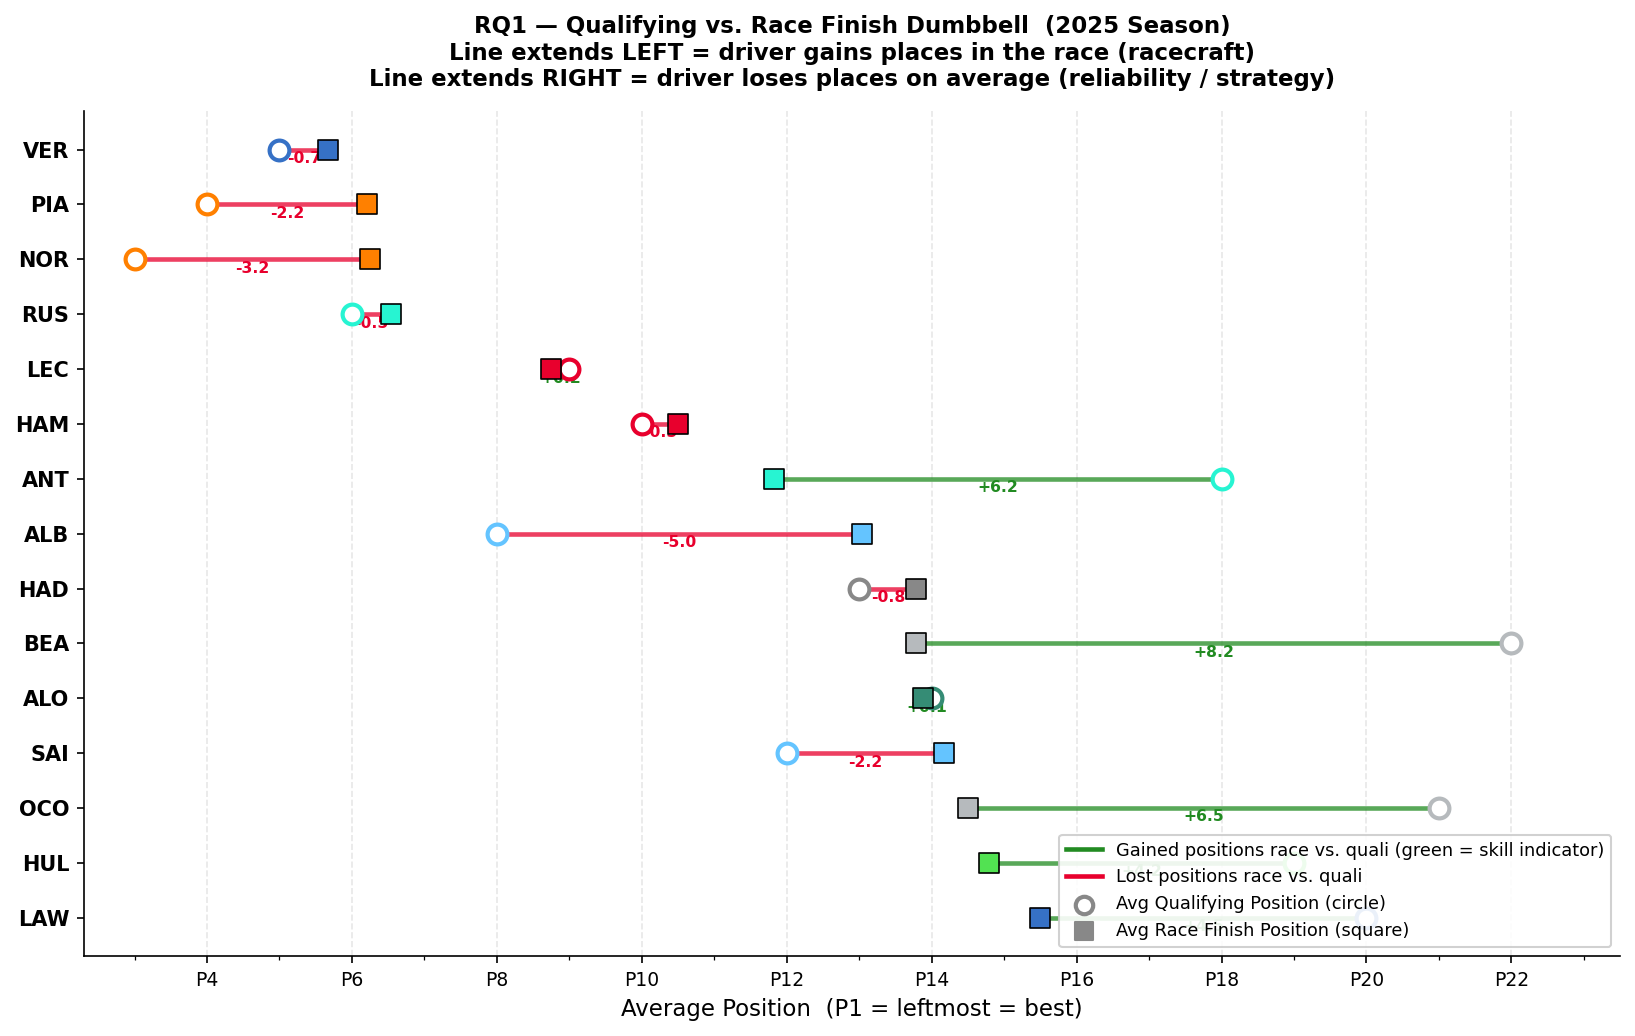 RQ1 — Qualifying vs. Race Finish Dumbbell  (2025 Season)
Line extends LEFT = driver gains places in the race (racecraft)
Line extends RIGHT = driver loses places on average (reliability / strategy)
VER
-0.7
PIA
-2.2
NOR
-3.2
RUS
LEC
HAM
ANT
+6.2
ALB
-5.0
HAD
-0.8
BEA
+8.2
ALO
SAI
-2.2
OCO
+6.5
HUL
LAW
Gained positions race vs. quali (green = skill indicator)
Lost positions race vs. quali
Avg Qualifying Position (circle)
Avg Race Finish Position (square)
P4 P6 P8 P10 P12 P14 P16 P18 P20 P22
Average Position  (P1 = leftmost = best)